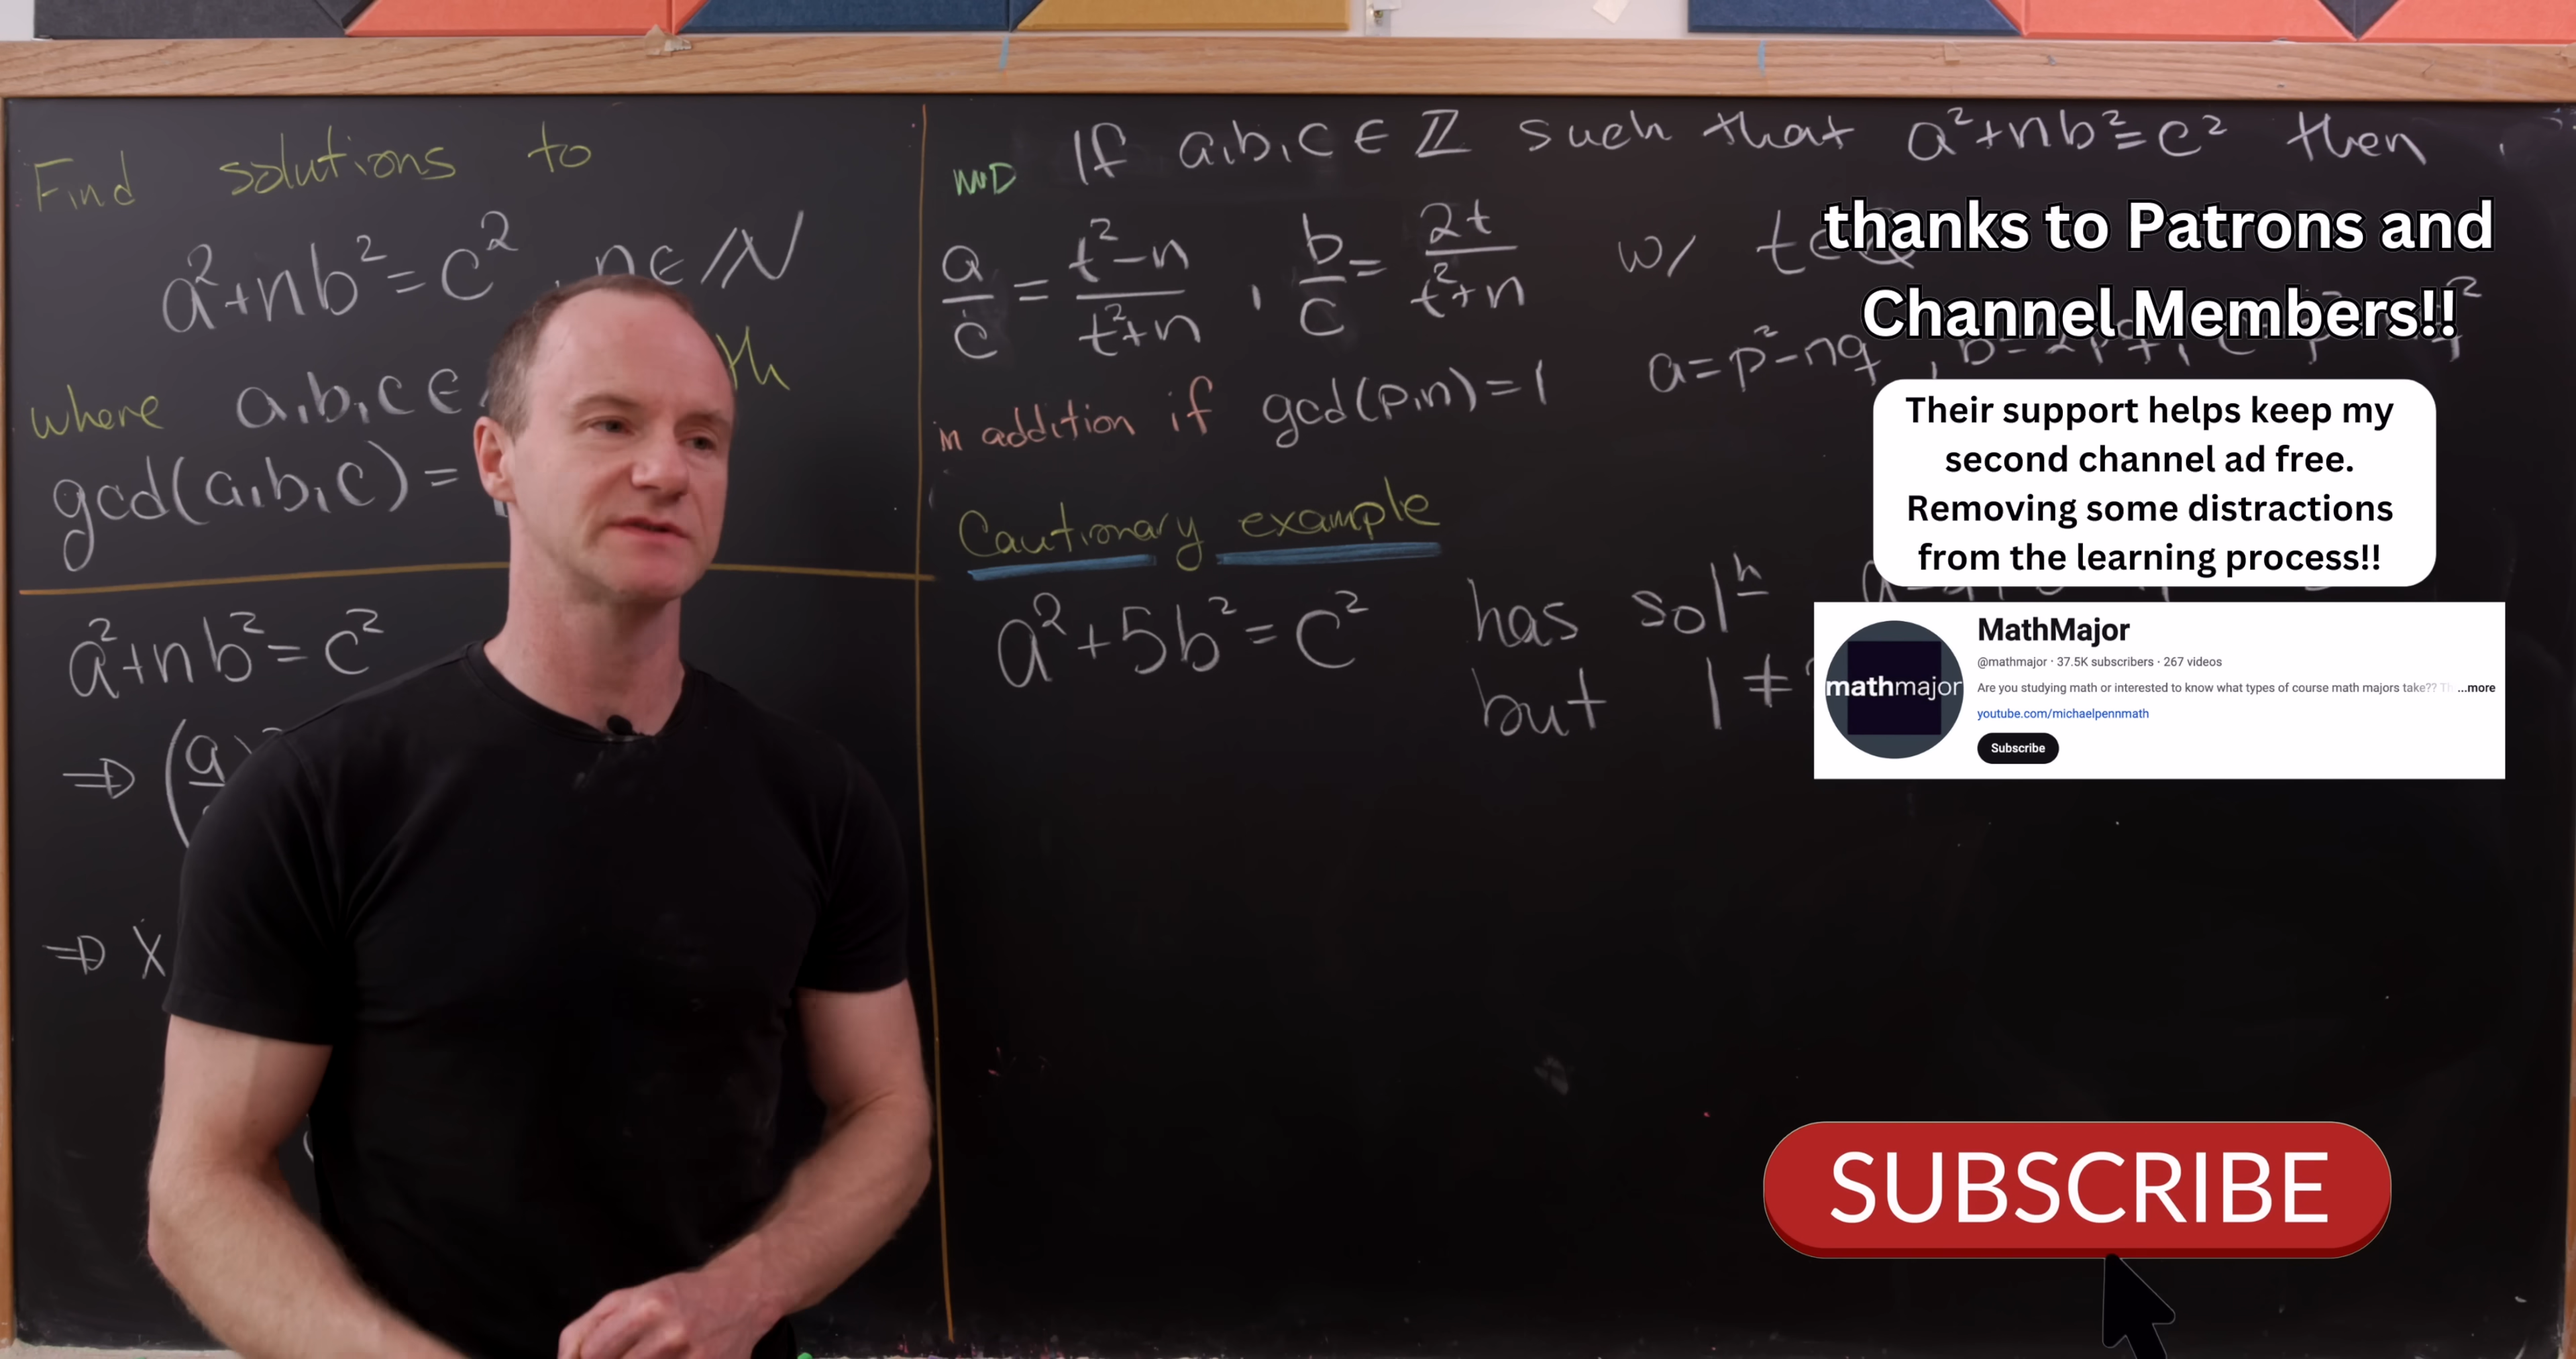 Find solutions to
a²+nb²=c², n∈ℕ
where a,b,c∈
gcd(a,b,c)=
a²+nb²=c²
⇒ (a
⇒ x
⇝ If a,b,c∈ℤ such that a²+nb²=c² then
a/c = (t²-n)/(t²+n), b/c = 2t/(t²+n) w/ t∈ℚ
in addition if gcd(p,n)=1 a=p²-nq
Cautionary example
a²+5b²=c² has solⁿ
but 1≠
thanks to Patrons and
Channel Members!!
Their support helps keep my
second channel ad free.
Removing some distractions
from the learning process!!
mathmajor
MathMajor
@mathmajor · 37.5K subscribers · 267 videos
Are you studying math or interested to know what types of course math majors take?? ...more
youtube.com/michaelpennmath
Subscribe
SUBSCRIBE